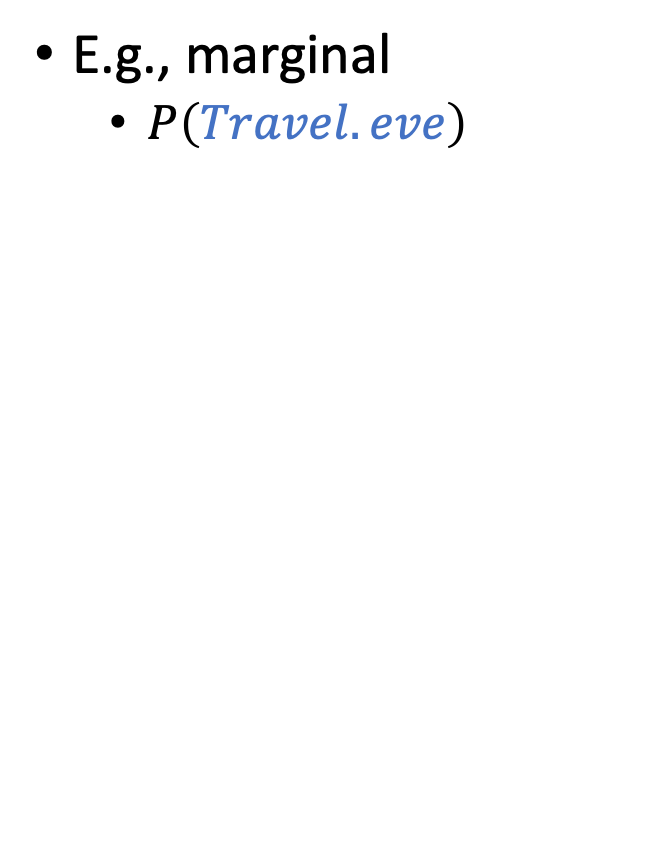 • E.g., marginal
• P(Travel.eve)